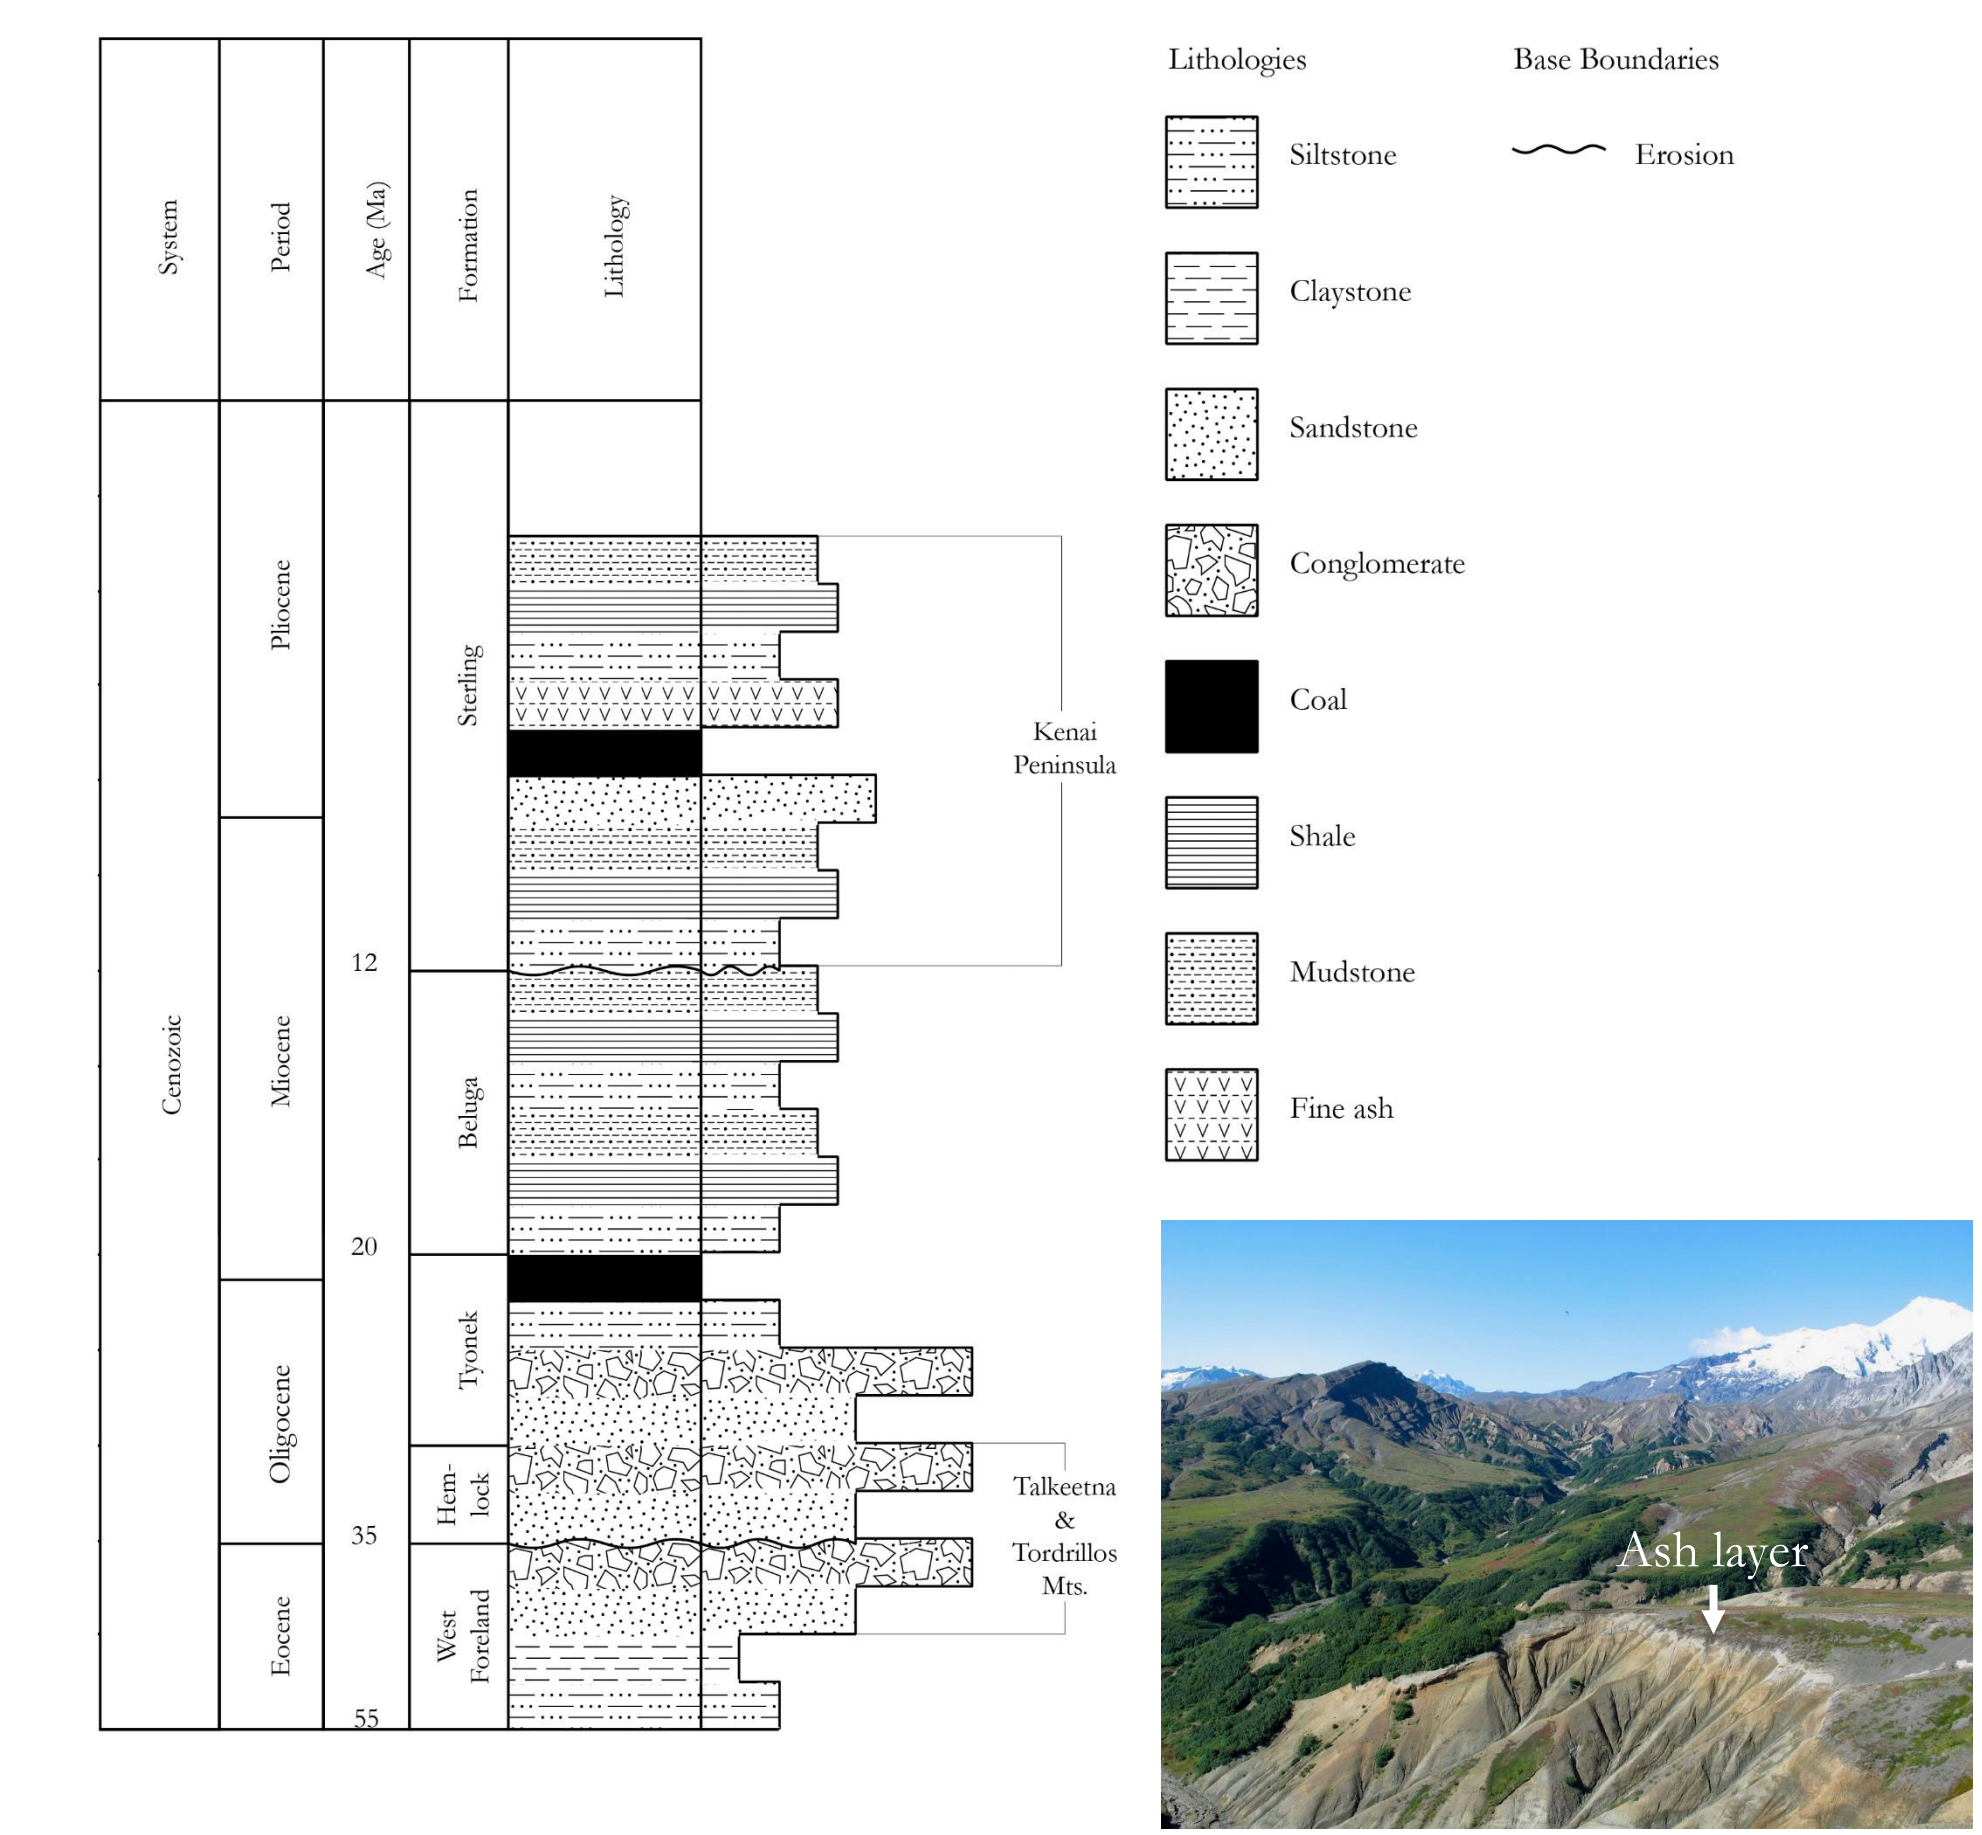 System
Period
Age (Ma)
Formation
Lithology
Cenozoic
Pliocene
Miocene
Oligocene
Eocene
12
20
35
55
Sterling
Beluga
Tyonek
Hem-
lock
West
Foreland
Kenai
Peninsula
Talkeetna
&
Tordrillos
Mts.
Lithologies
Siltstone
Claystone
Sandstone
Conglomerate
Coal
Shale
Mudstone
Fine ash
Base Boundaries
Erosion
Ash layer